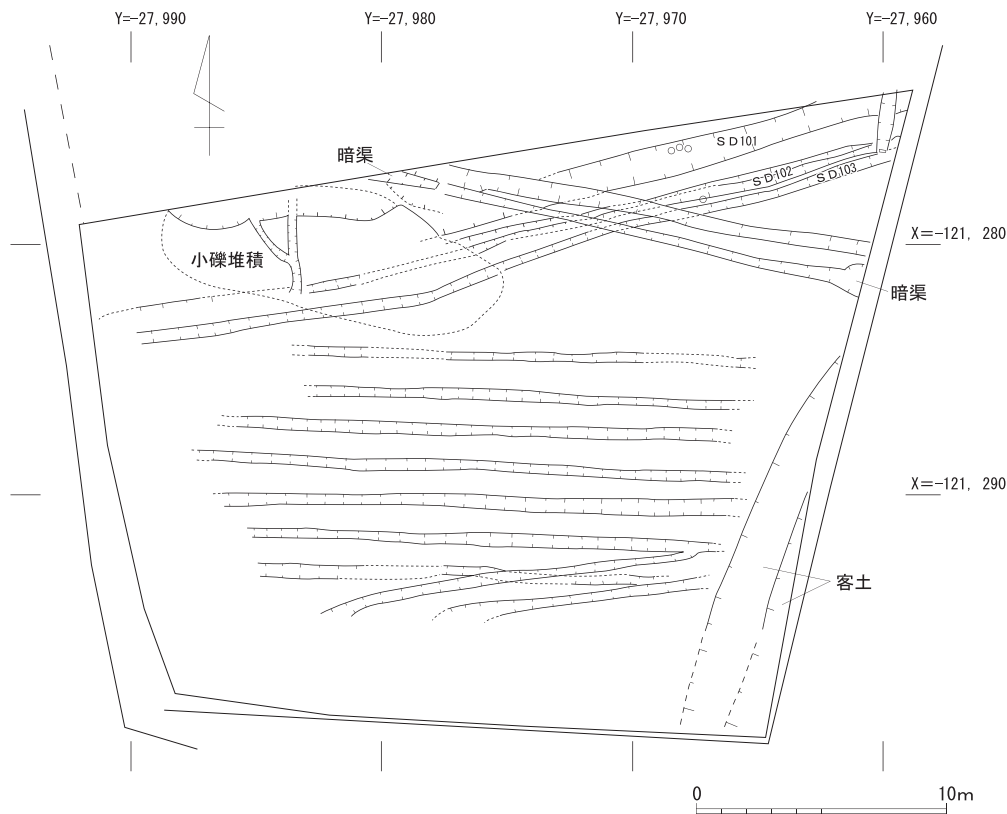 Y=-27,990
Y=-27,980
Y=-27,970
Y=-27,960
暗渠
SD101
SD102
SD103
X=-121, 280
小礫堆積
暗渠
X=-121, 290
客土
0
10m